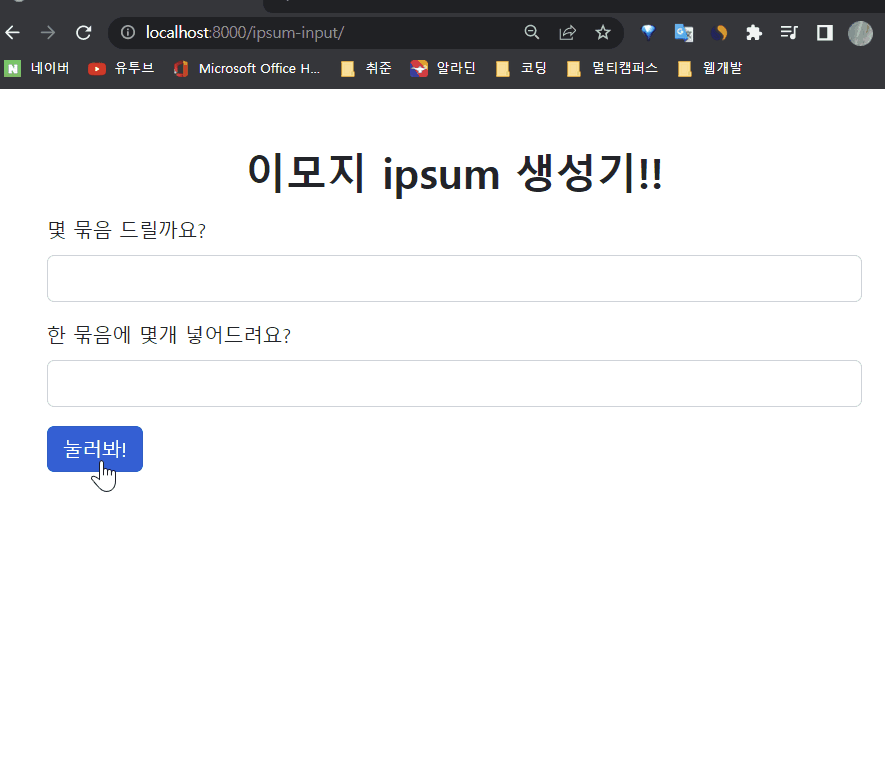 localhost:8000/ipsum-input/
네이버 유튜브 Microsoft Office H... 취준 알라딘 코딩 멀티캠퍼스 웹개발
이모지 ipsum 생성기!!
몇 묶음 드릴까요?
한 묶음에 몇개 넣어드려요?
눌러봐!